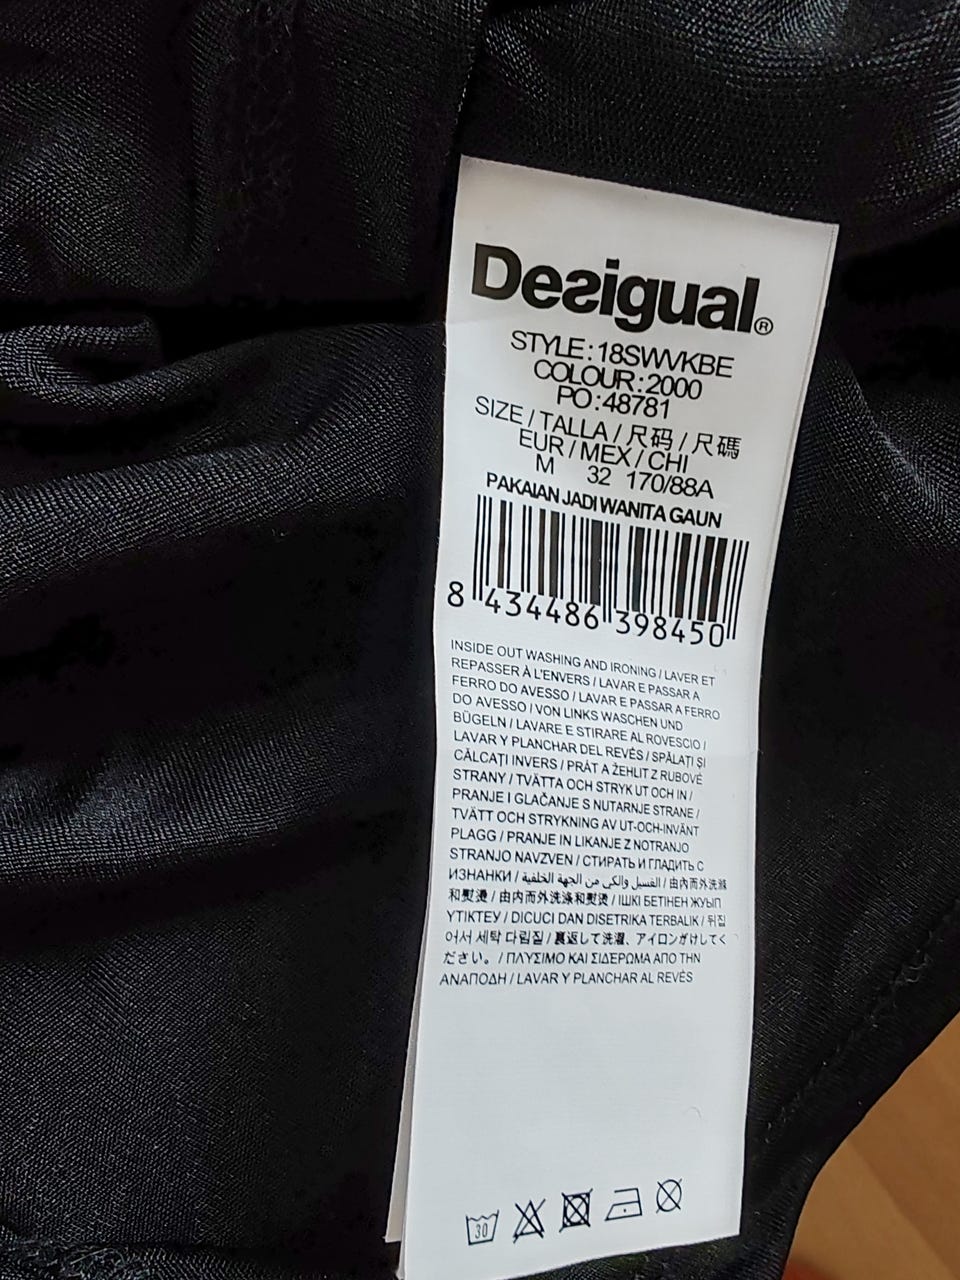 Desigual®
STYLE:18SWVKBE
COLOUR:2000
PO:48781
SIZE / TALLA / 尺码 / 尺碼
EUR / MEX / CHI
M 32 170/88A
PAKAIAN JADI WANITA GAUN
8 434486 398450
INSIDE OUT WASHING AND IRONING / LAVER ET
REPASSER À L'ENVERS / LAVAR E PASSAR A
FERRO DO AVESSO / LAVAR E PASSAR A FERRO
DO AVESSO / VON LINKS WASCHEN UND
BÜGELN / LAVARE E STIRARE AL ROVESCIO /
LAVAR Y PLANCHAR DEL REVÉS / SPĂLAȚI ȘI
CĂLCAȚI INVERS / PRÁT A ŽEHLIT Z RUBOVÉ
STRANY / TVÄTTA OCH STRYK UT OCH IN /
PRANJE I GLAČANJE S NUTARNJE STRANE /
TVÄTT OCH STRYKNING AV UT-OCH-INVÄNT
PLAGG / PRANJE IN LIKANJE Z NOTRANJO
STRANJO NAVZVEN / СТИРАТЬ И ГЛАДИТЬ С
ИЗНАНКИ / الغسيل والكي من الجهة الخلفية / 由內而外洗滌
和熨燙 / 由内而外洗涤和熨烫 / ІШКІ БЕТІНЕН ЖУЫП
ҮТІКТЕУ / DICUCI DAN DISETRIKA TERBALIK / 뒤집
어서 세탁 다림질 / 裏返して洗濯、アイロンがけしてく
ださい。 / ΠΛΥΣΙΜΟ ΚΑΙ ΣΙΔΕΡΩΜΑ ΑΠΟ ΤΗΝ
ΑΝΑΠΟΔΗ / LAVAR Y PLANCHAR AL REVÉS
30